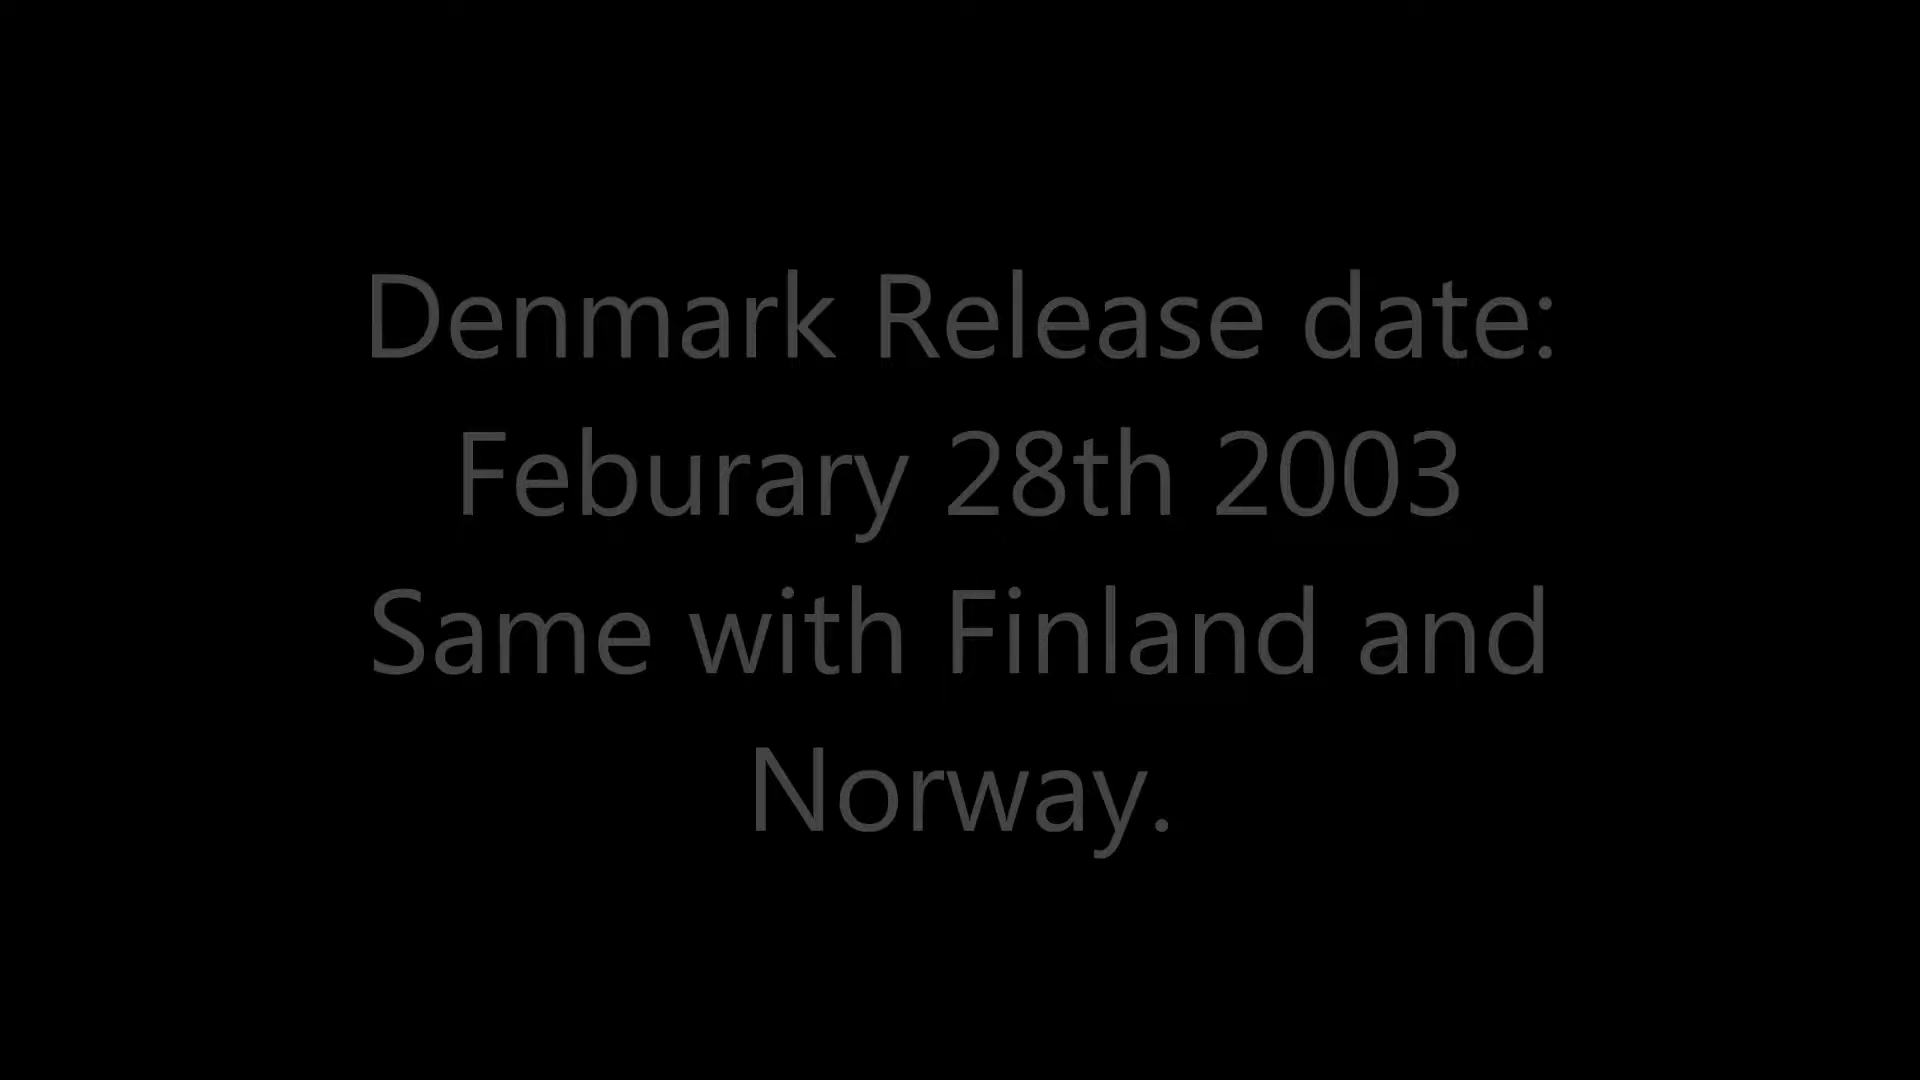 Denmark Release date:
Feburary 28th 2003
Same with Finland and
Norway.